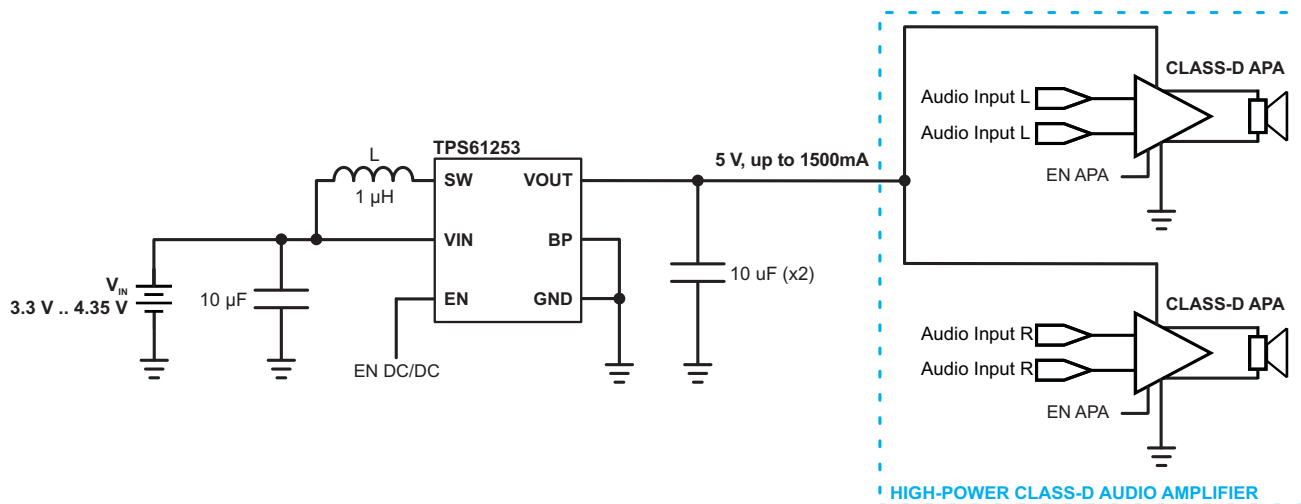 CLASS-D APA
Audio Input L
Audio Input L
EN APA
TPS61253
L
1 µH
SW
VOUT
VIN
BP
EN
GND
5 V, up to 1500mA
VIN
3.3 V .. 4.35 V
10 µF
EN DC/DC
10 uF (x2)
CLASS-D APA
Audio Input R
Audio Input R
EN APA
HIGH-POWER CLASS-D AUDIO AMPLIFIER